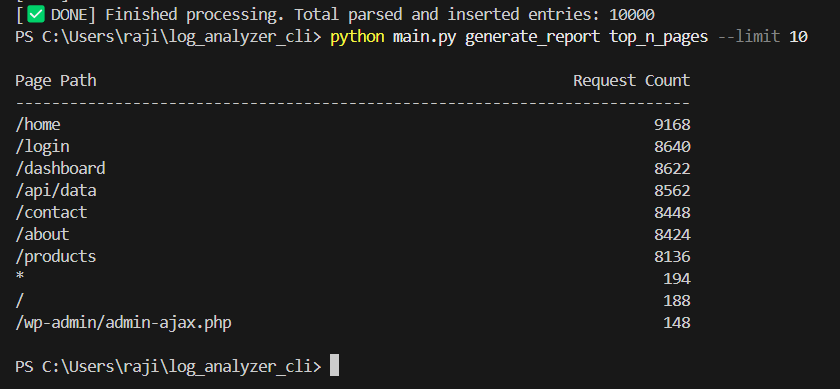 [✅DONE] Finished processing. Total parsed and inserted entries: 10000
PS C:\Users\raji\log_analyzer_cli> python main.py generate_report top_n_pages --limit 10
Page Path Request Count
--------------------------------------------------------------------------
/home 9168
/login 8640
/dashboard 8622
/api/data 8562
/contact 8448
/about 8424
/products 8136
* 194
/ 188
/wp-admin/admin-ajax.php 148
PS C:\Users\raji\log_analyzer_cli>